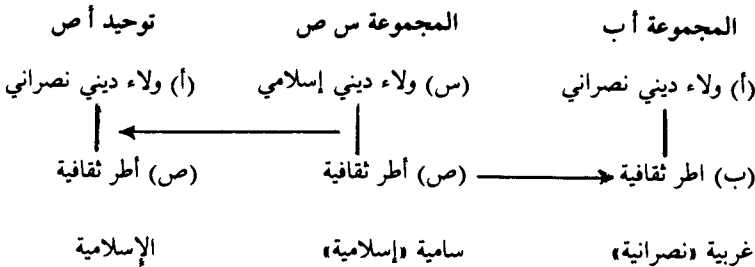 المجموعة أ ب المجموعة س ص توحيد أ ص
(أ) ولاء ديني نصراني (س) ولاء ديني إسلامي (أ) ولاء ديني نصراني
(ب) اطر ثقافية (ص) أطر ثقافية (ص) أطر ثقافية
غربية «نصرانية» سامية «إسلامية» الإسلامية